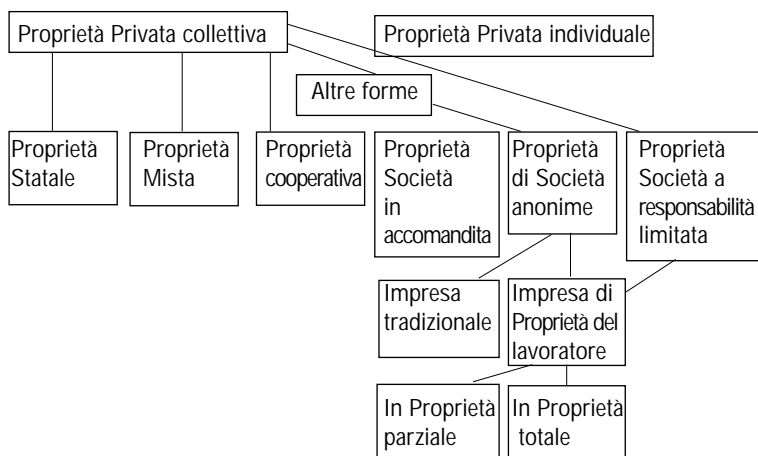 Proprietà Privata collettiva
Proprietà Privata individuale
Altre forme
Proprietà
Statale
Proprietà
Mista
Proprietà
cooperativa
Proprietà
Società
in
accomandita
Proprietà
di Società
anonime
Proprietà
Società a
responsabilità
limitata
Impresa
tradizionale
Impresa di
Proprietà del
lavoratore
In Proprietà
parziale
In Proprietà
totale